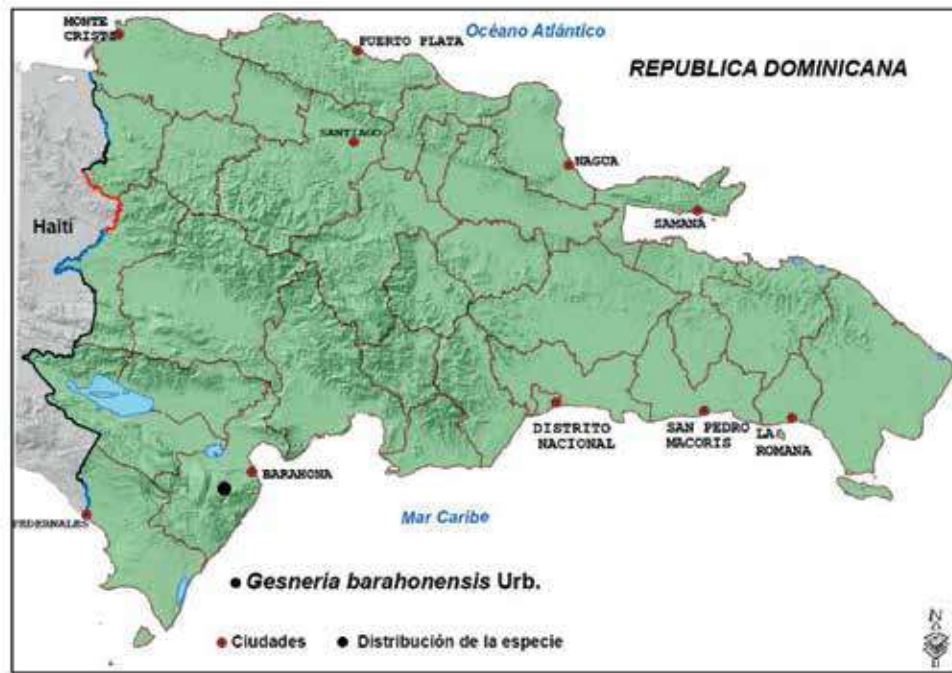 MONTE
CRISTI
PUERTO PLATA
Océano Atlántico
REPUBLICA DOMINICANA
SANTIAGO
NAGUA
SAMANÁ
Haití
DISTRITO
NACIONAL
SAN PEDRO
MACORIS
LA
ROMANA
BARAHONA
PEDERNALES
Mar Caribe
Gesneria barahonensis Urb.
Ciudades
Distribución de la especie
N